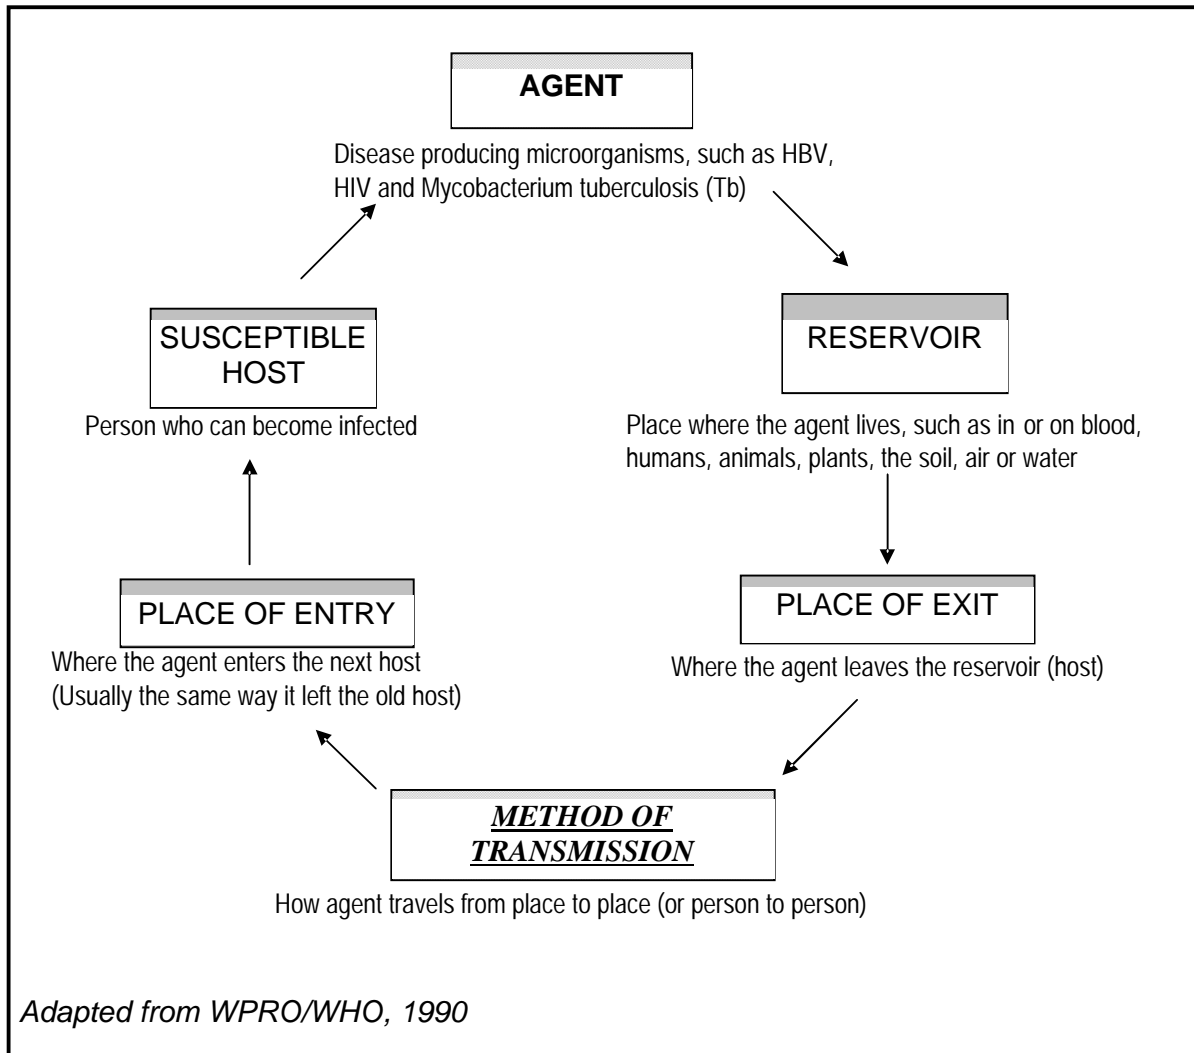 AGENT
Disease producing microorganisms, such as HBV,
HIV and Mycobacterium tuberculosis (Tb)
SUSCEPTIBLE
HOST
Person who can become infected
RESERVOIR
Place where the agent lives, such as in or on blood,
humans, animals, plants, the soil, air or water
PLACE OF ENTRY
Where the agent enters the next host
(Usually the same way it left the old host)
PLACE OF EXIT
Where the agent leaves the reservoir (host)
METHOD OF
TRANSMISSION
How agent travels from place to place (or person to person)
Adapted from WPRO/WHO, 1990